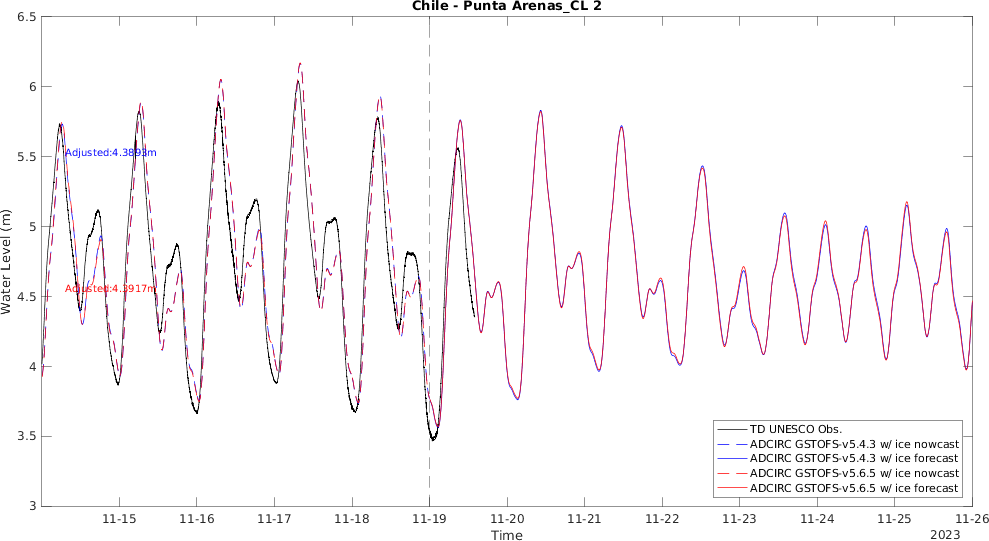 Chile - Punta Arenas_CL 2
Water Level (m)
6.5
6
5.5
5
4.5
4
3.5
3
Adjusted:4.3893m
Adjusted:4.3917m
TD UNESCO Obs.
ADCIRC GSTOFS-v5.4.3 w/ ice nowcast
ADCIRC GSTOFS-v5.4.3 w/ ice forecast
ADCIRC GSTOFS-v5.6.5 w/ ice nowcast
ADCIRC GSTOFS-v5.6.5 w/ ice forecast
11-15 11-16 11-17 11-18 11-19 11-20 11-21 11-22 11-23 11-24 11-25 11-26
Time
2023